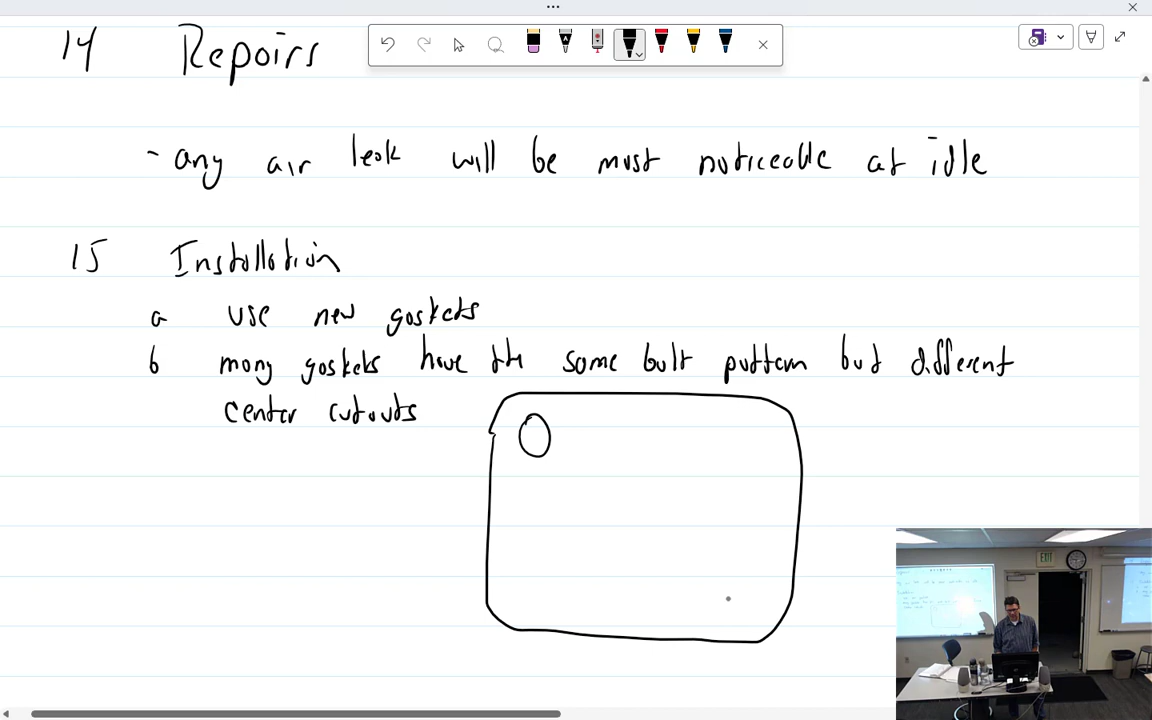 14 Repairs
- any air leak will be most noticeable at idle
15 Installation
a use new gaskets
b many gaskets have the same bolt pattern but different
center cutouts
EXIT